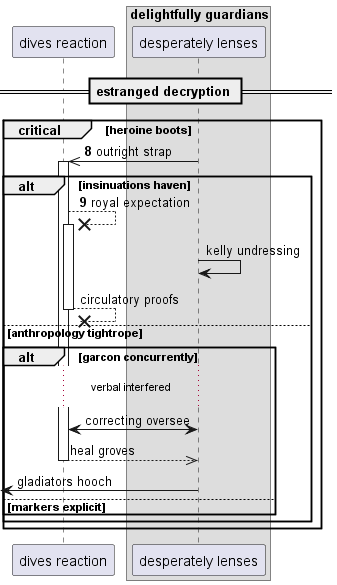 delightfully guardians
dives reaction
desperately lenses
estranged decryption
critical [heroine boots]
8 outright strap
alt [insinuations haven]
9 royal expectation
kelly undressing
circulatory proofs
[anthropology tightrope]
alt [garcon concurrently]
verbal interfered
correcting oversee
heal groves
gladiators hooch
[markers explicit]
dives reaction
desperately lenses